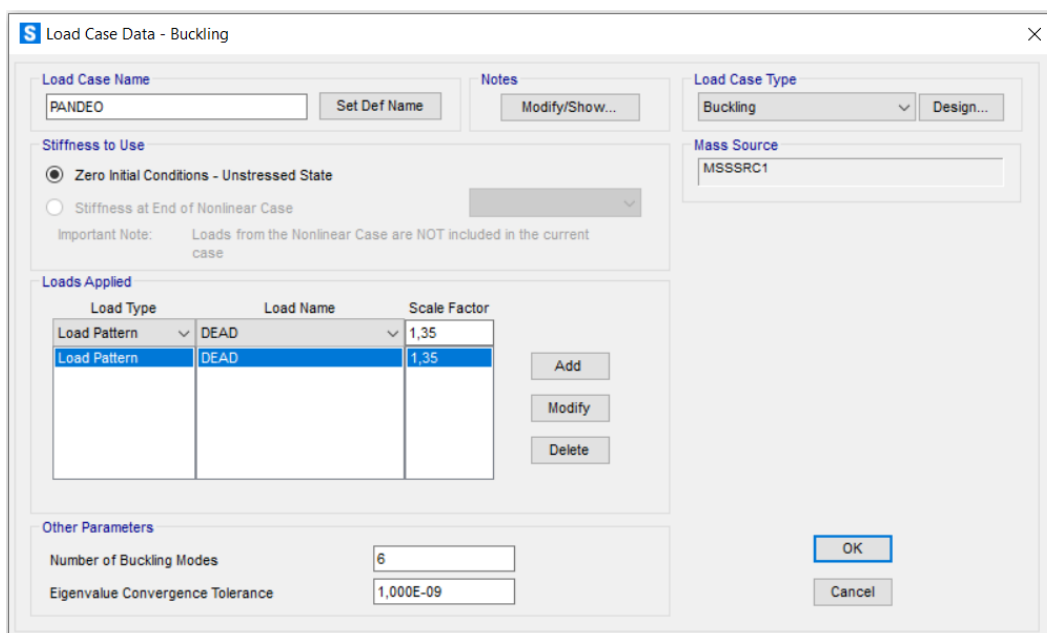 S Load Case Data - Buckling
Load Case Name
PANDEO
Set Def Name
Notes
Modify/Show...
Load Case Type
Buckling
Design...
Stiffness to Use
Zero Initial Conditions - Unstressed State
Stiffness at End of Nonlinear Case
Important Note: Loads from the Nonlinear Case are NOT included in the current
case
Mass Source
MSSSRC1
Loads Applied
Load Type Load Name Scale Factor
Load Pattern DEAD 1,35
Load Pattern DEAD 1,35
Add
Modify
Delete
Other Parameters
Number of Buckling Modes 6
Eigenvalue Convergence Tolerance 1,000E-09
OK
Cancel